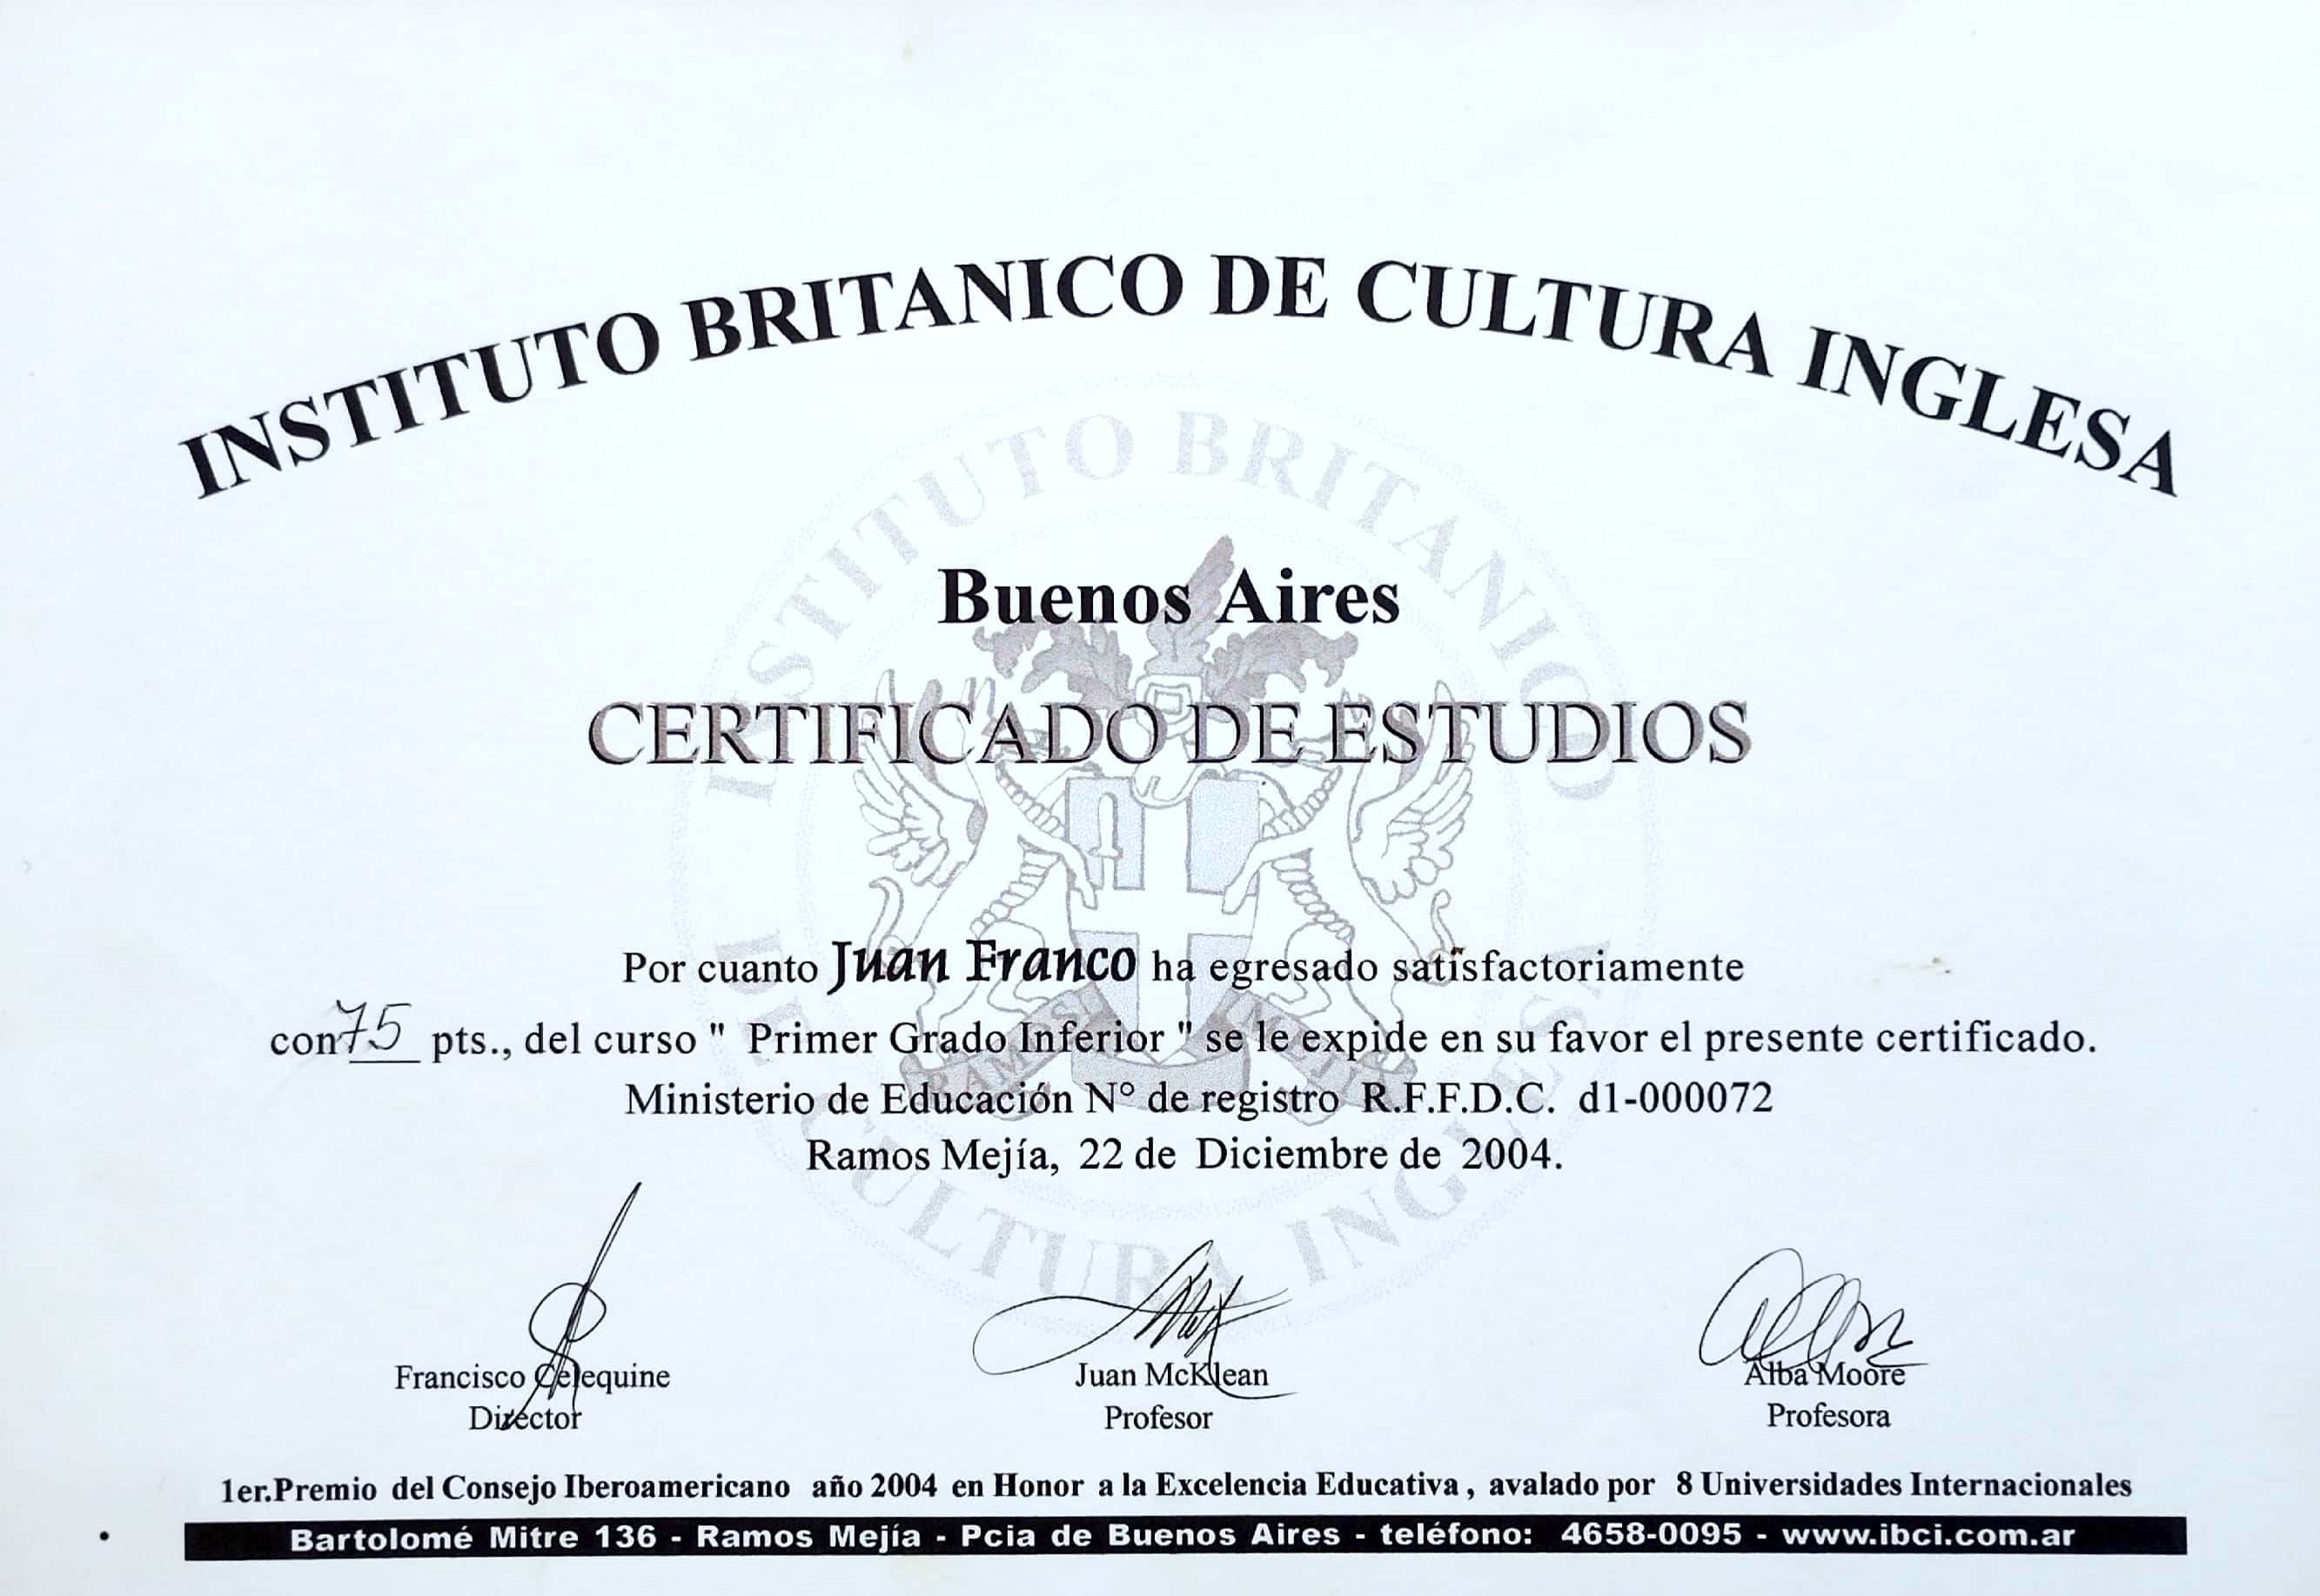 INSTITUTO BRITANICO DE CULTURA INGLESA
INSTITUTO BRITANICO
DE CULTURA INGLESA
Buenos Aires
CERTIFICADO DE ESTUDIOS
Por cuanto Juan Franco ha egresado satisfactoriamente
con 75 pts., del curso " Primer Grado Inferior " se le expide en su favor el presente certificado.
Ministerio de Educación Nº de registro R.F.F.D.C. d1-000072
Ramos Mejía, 22 de Diciembre de 2004.
Francisco Celequine
Director
Juan McKlean
Profesor
Alba Moore
Profesora
1er.Premio del Consejo Iberoamericano año 2004 en Honor a la Excelencia Educativa, avalado por 8 Universidades Internacionales
Bartolomé Mitre 136 - Ramos Mejía - Pcia de Buenos Aires - teléfono: 4658-0095 - www.ibci.com.ar